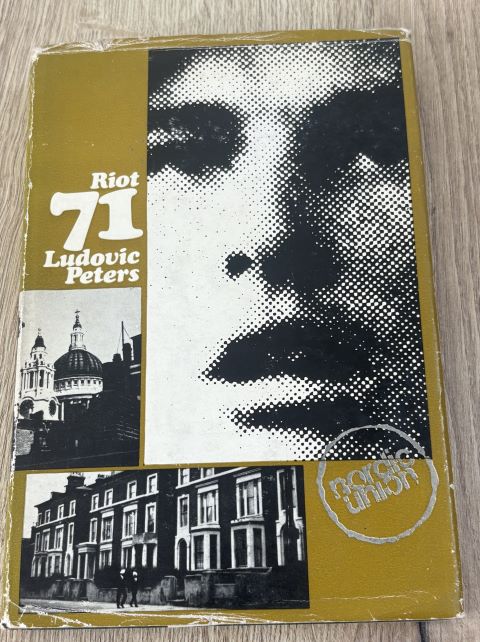 Riot
71
Ludovic
Peters
nordic
union